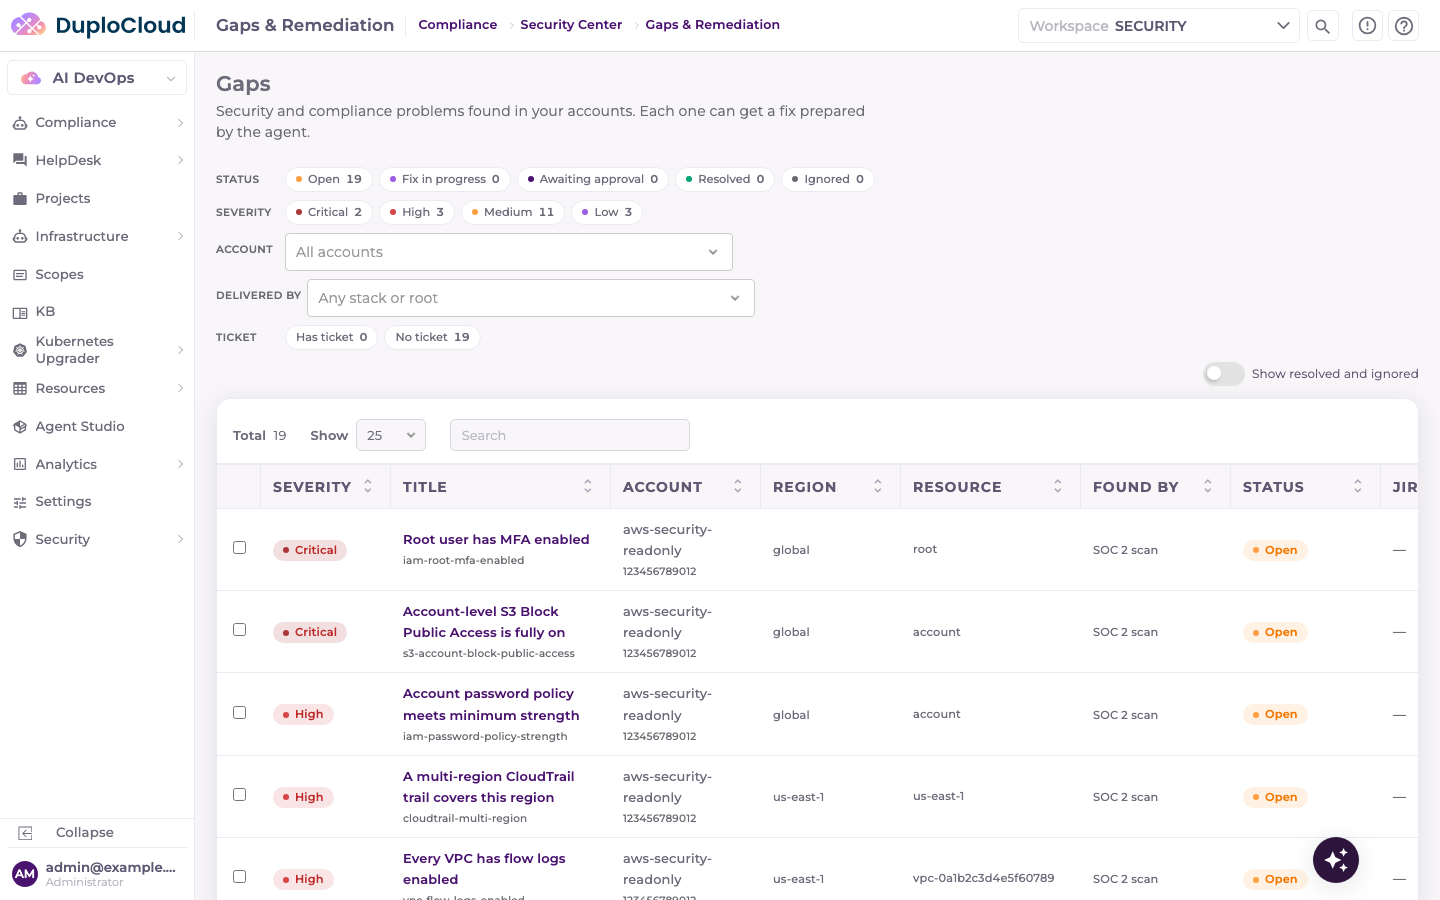 DuploCloud
Gaps & Remediation
Compliance
Security Center
Gaps & Remediation
Workspace SECURITY
AI DevOps
Compliance
HelpDesk
Projects
Infrastructure
Scopes
KB
Kubernetes
Upgrader
Resources
Agent Studio
Analytics
Settings
Security
Collapse
AM
admin@example....
Administrator
Gaps
Security and compliance problems found in your accounts. Each one can get a fix prepared
by the agent.
STATUS Open 19 Fix in progress 0 Awaiting approval 0 Resolved 0 Ignored 0
SEVERITY Critical 2 High 3 Medium 11 Low 3
ACCOUNT All accounts
DELIVERED BY Any stack or root
TICKET Has ticket 0 No ticket 19
Show resolved and ignored
Total 19 Show 25 Search
SEVERITY TITLE ACCOUNT REGION RESOURCE FOUND BY STATUS JIR
Critical
Root user has MFA enabled
iam-root-mfa-enabled
aws-security-
readonly
123456789012
global
root
SOC 2 scan
Open
—
Critical
Account-level S3 Block
Public Access is fully on
s3-account-block-public-access
aws-security-
readonly
123456789012
global
account
SOC 2 scan
Open
—
High
Account password policy
meets minimum strength
iam-password-policy-strength
aws-security-
readonly
123456789012
global
account
SOC 2 scan
Open
—
High
A multi-region CloudTrail
trail covers this region
cloudtrail-multi-region
aws-security-
readonly
123456789012
us-east-1
us-east-1
SOC 2 scan
Open
—
High
Every VPC has flow logs
enabled
vpc-flow-logs-enabled
aws-security-
readonly
123456789012
us-east-1
vpc-0a1b2c3d4e5f60789
SOC 2 scan
Open
—